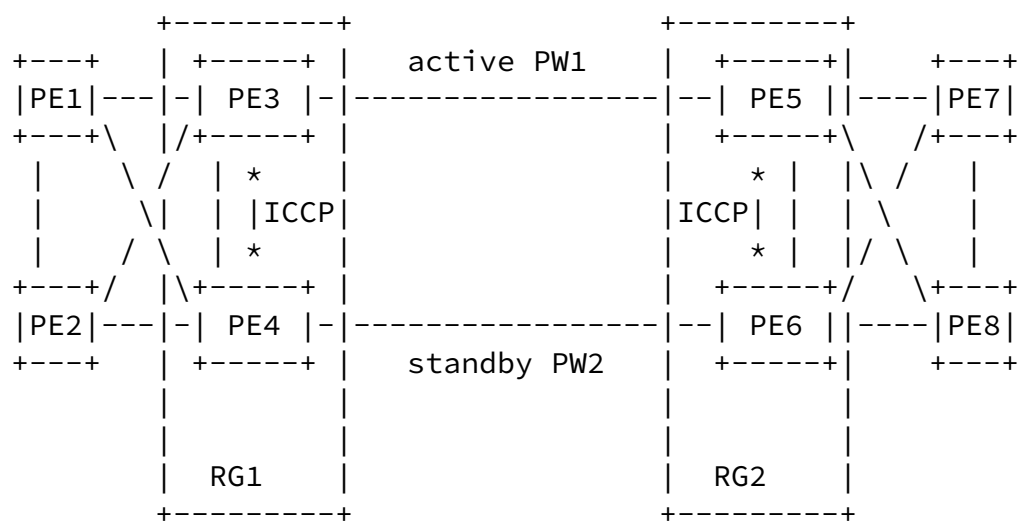 active PW1
PE1 PE3 PE5 PE7
ICCP ICCP
PE2 PE4 PE6 PE8
standby PW2
RG1 RG2